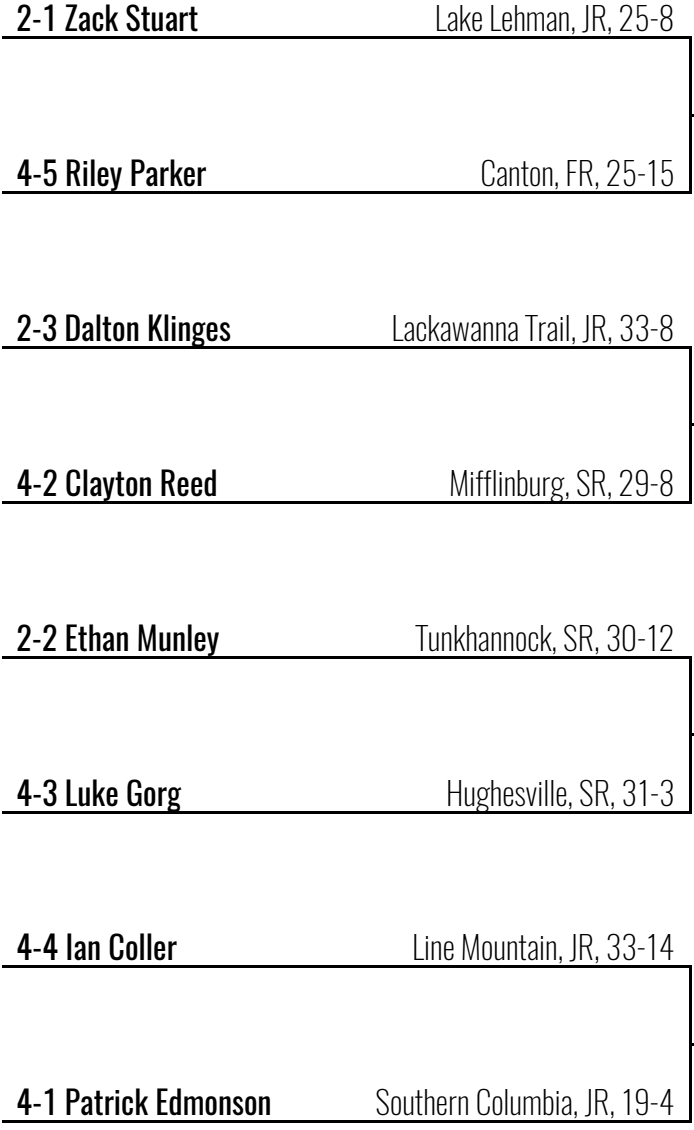 2-1 Zack Stuart Lake Lehman, JR, 25-8
4-5 Riley Parker Canton, FR, 25-15
2-3 Dalton Klinges Lackawanna Trail, JR, 33-8
4-2 Clayton Reed Mifflinburg, SR, 29-8
2-2 Ethan Munley Tunkhannock, SR, 30-12
4-3 Luke Gorg Hughesville, SR, 31-3
4-4 Ian Coller Line Mountain, JR, 33-14
4-1 Patrick Edmonson Southern Columbia, JR, 19-4